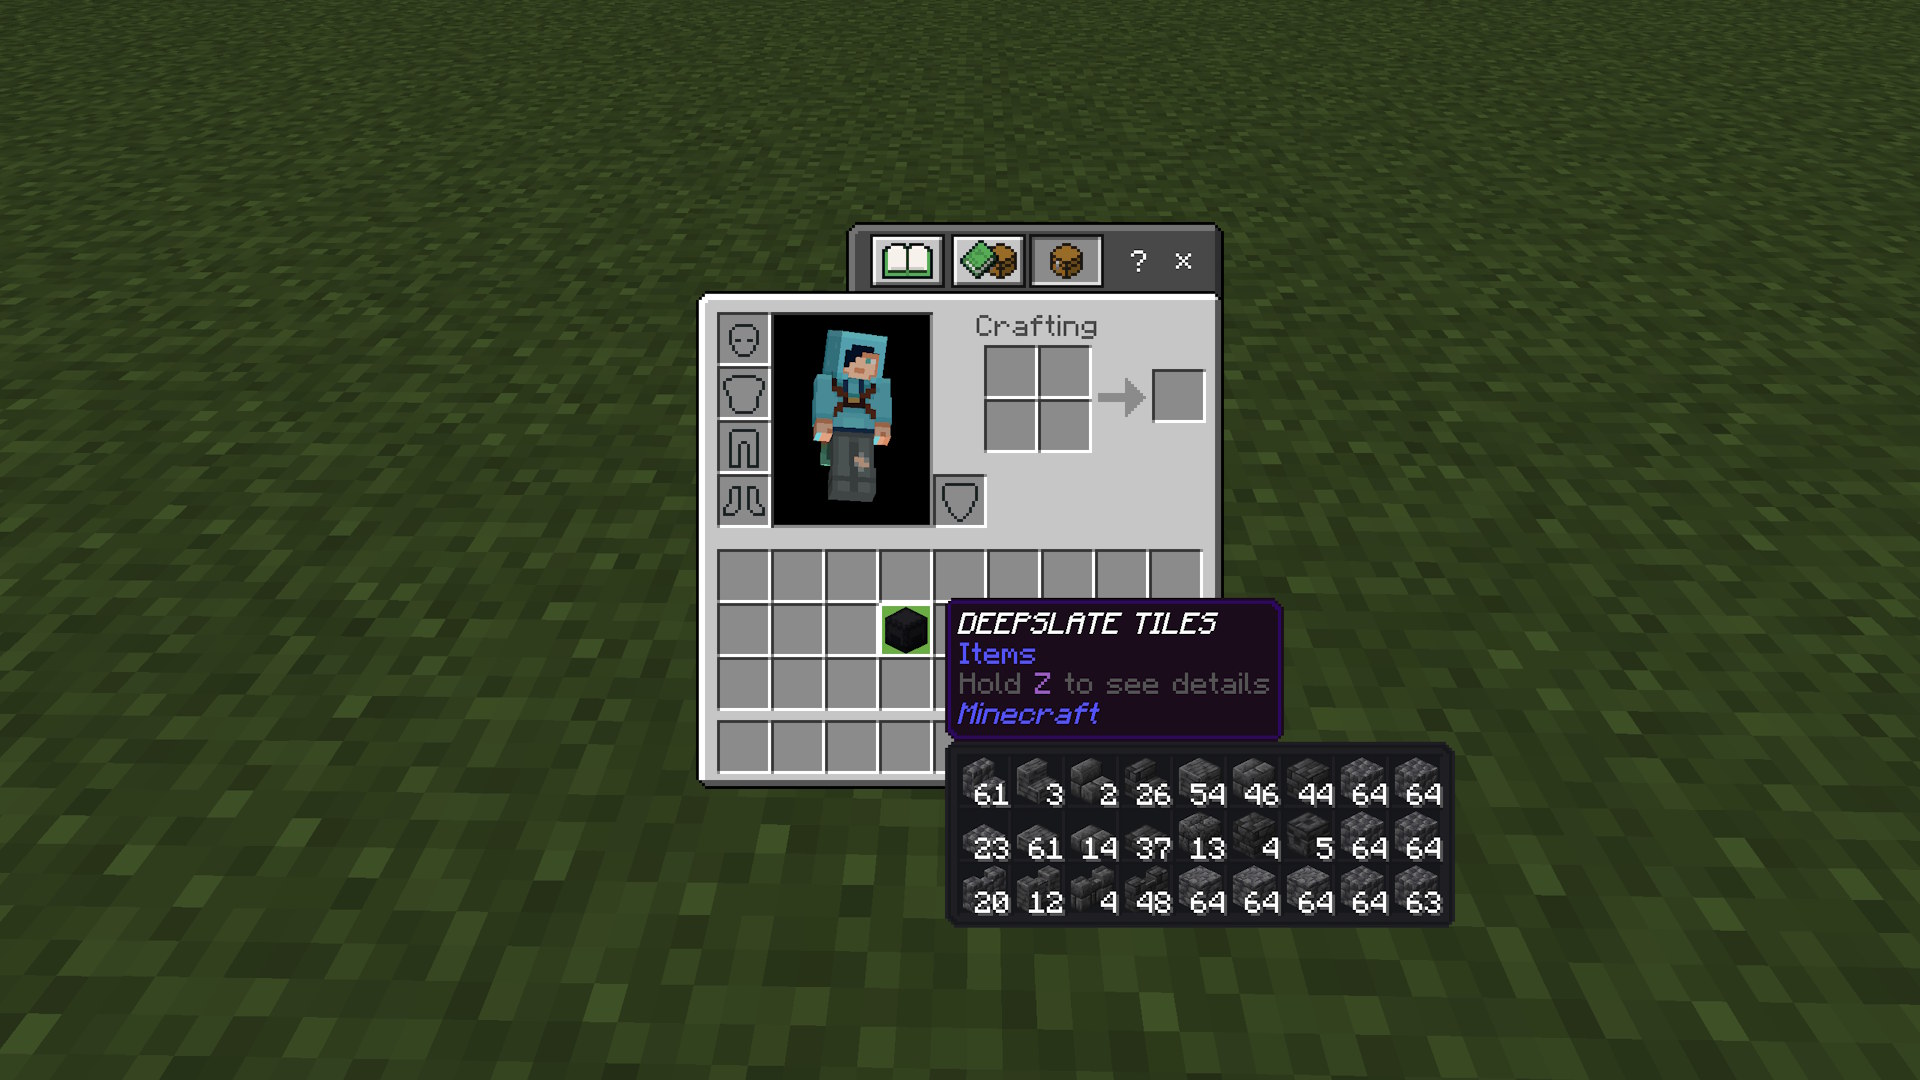 ? ×
Crafting
DEEPSLATE TILES
Items
Hold Z to see details
Minecraft
61 3 2 26 54 46 44 64 64
23 61 14 37 13 4 5 64 64
20 12 4 48 64 64 64 64 63